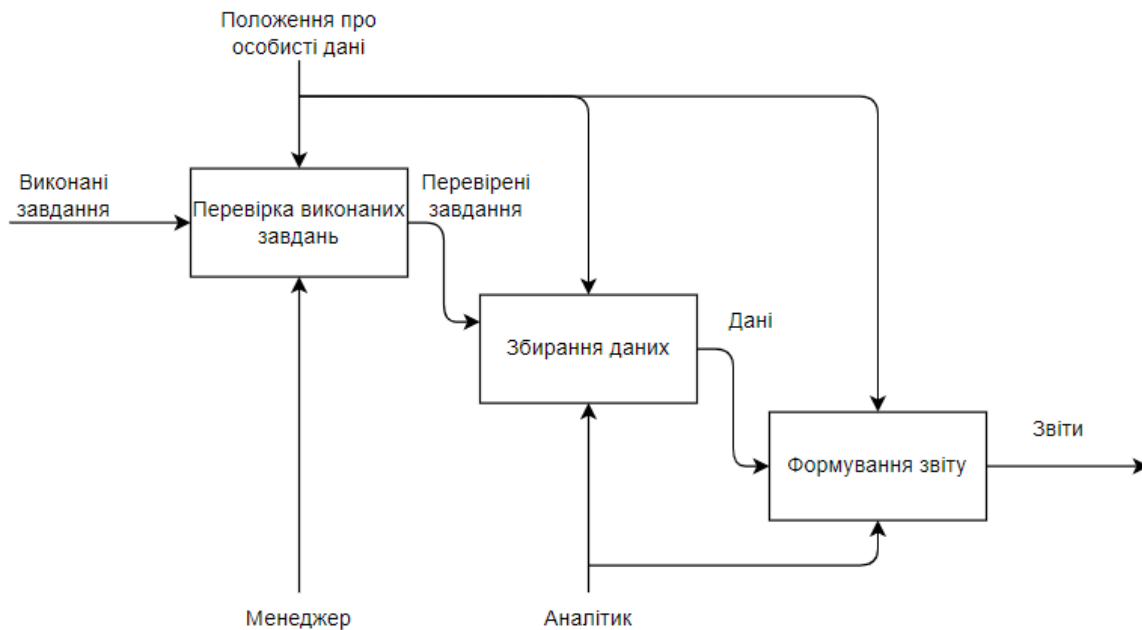 Положення про
особисті дані
Виконані
завдання
Перевірка виконаних
завдань
Перевірені
завдання
Збирання даних
Дані
Формування звіту
Звіти
Менеджер
Аналітик